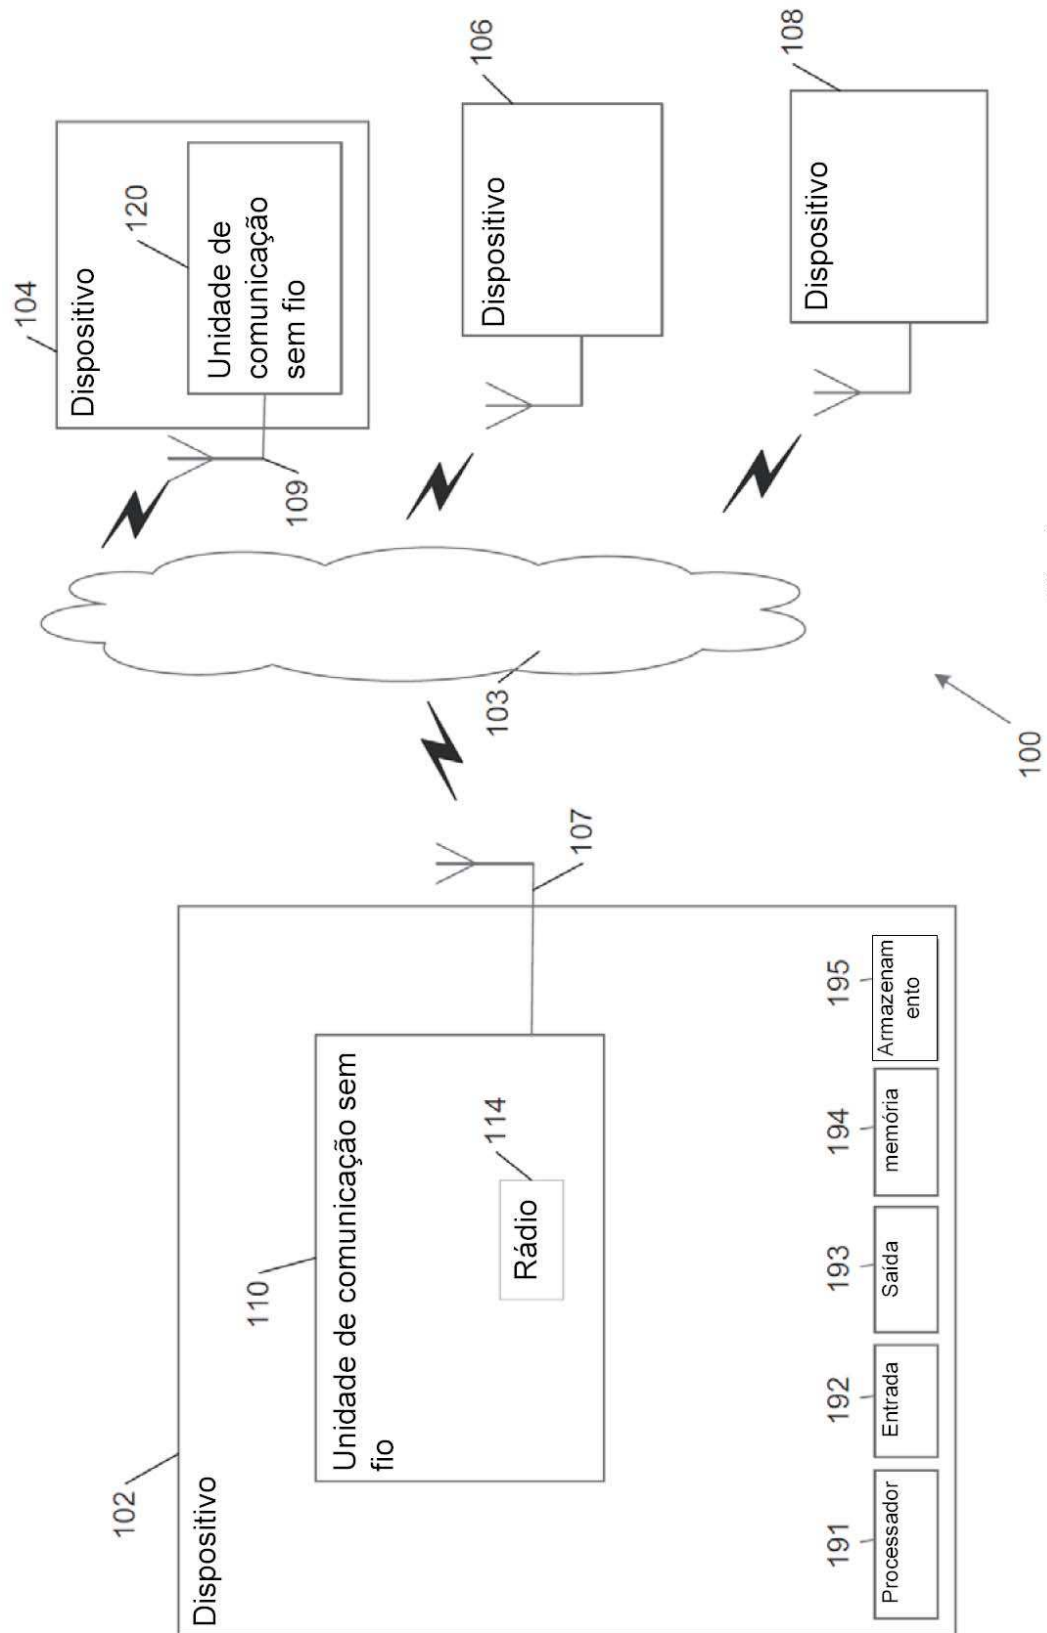 102
Dispositivo
110
Unidade de comunicação sem
fio
114
Rádio
107
191
Processador
192
Entrada
193
Saída
194
memória
195
Armazenam
ento
103
104
Dispositivo
120
Unidade de
comunicação
sem fio
109
106
Dispositivo
108
Dispositivo
100